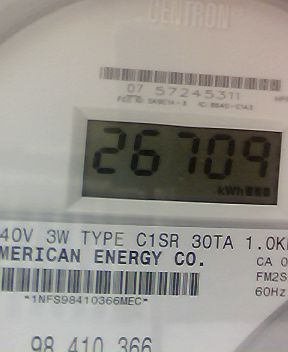 CENTRON
07 57245311
26709
kWh
40V 3W TYPE C1SR 30TA 1.0K
MERICAN ENERGY CO.
CA 0
FM2S
60Hz
*1NFS98410366MEC*
98 410 366